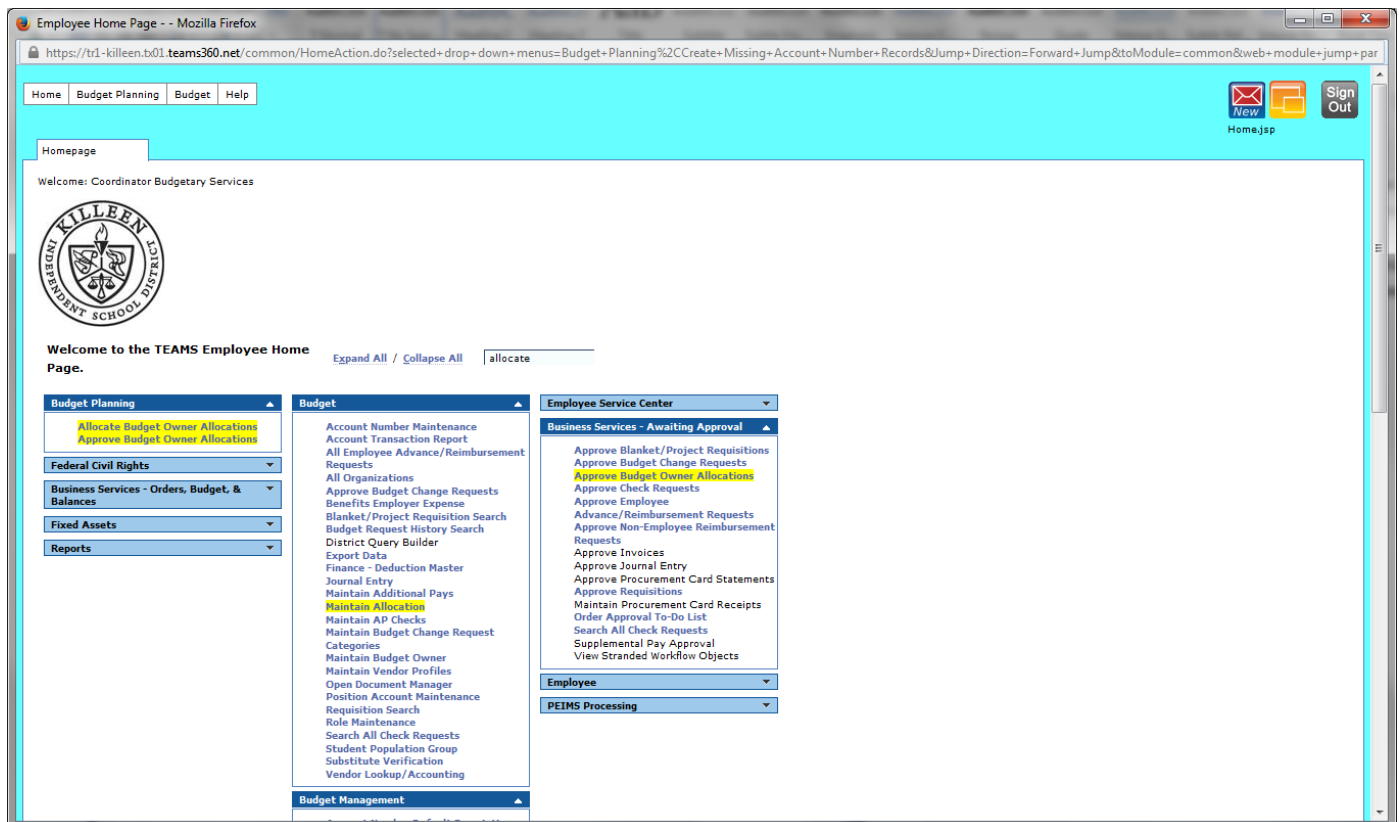 Employee Home Page - - Mozilla Firefox
https://tr1-killeen.tx01.teams360.net/common/HomeAction.do?selected+drop+down+menus=Budget+Planning%2CCreate+Missing+Account+Number+Records&Jump+Direction=Forward+Jump&toModule=common&web+module+jump+par
Home Budget Planning Budget Help
New
Sign
Out
Home.jsp
Homepage
Welcome: Coordinator Budgetary Services
KILLEEN
INDEPENDENT SCHOOL DISTRICT
Welcome to the TEAMS Employee Home
Page.
Expand All / Collapse All
allocate
Budget Planning
Allocate Budget Owner Allocations
Approve Budget Owner Allocations
Federal Civil Rights
Business Services - Orders, Budget, &
Balances
Fixed Assets
Reports
Budget
Account Number Maintenance
Account Transaction Report
All Employee Advance/Reimbursement
Requests
All Organizations
Approve Budget Change Requests
Benefits Employer Expense
Blanket/Project Requisition Search
Budget Request History Search
District Query Builder
Export Data
Finance - Deduction Master
Journal Entry
Maintain Additional Pays
Maintain Allocation
Maintain AP Checks
Maintain Budget Change Request
Categories
Maintain Budget Owner
Maintain Vendor Profiles
Open Document Manager
Position Account Maintenance
Requisition Search
Role Maintenance
Search All Check Requests
Student Population Group
Substitute Verification
Vendor Lookup/Accounting
Budget Management
Employee Service Center
Business Services - Awaiting Approval
Approve Blanket/Project Requisitions
Approve Budget Change Requests
Approve Budget Owner Allocations
Approve Check Requests
Approve Employee
Advance/Reimbursement Requests
Approve Non-Employee Reimbursement
Requests
Approve Invoices
Approve Journal Entry
Approve Procurement Card Statements
Approve Requisitions
Maintain Procurement Card Receipts
Order Approval To-Do List
Search All Check Requests
Supplemental Pay Approval
View Stranded Workflow Objects
Employee
PEIMS Processing